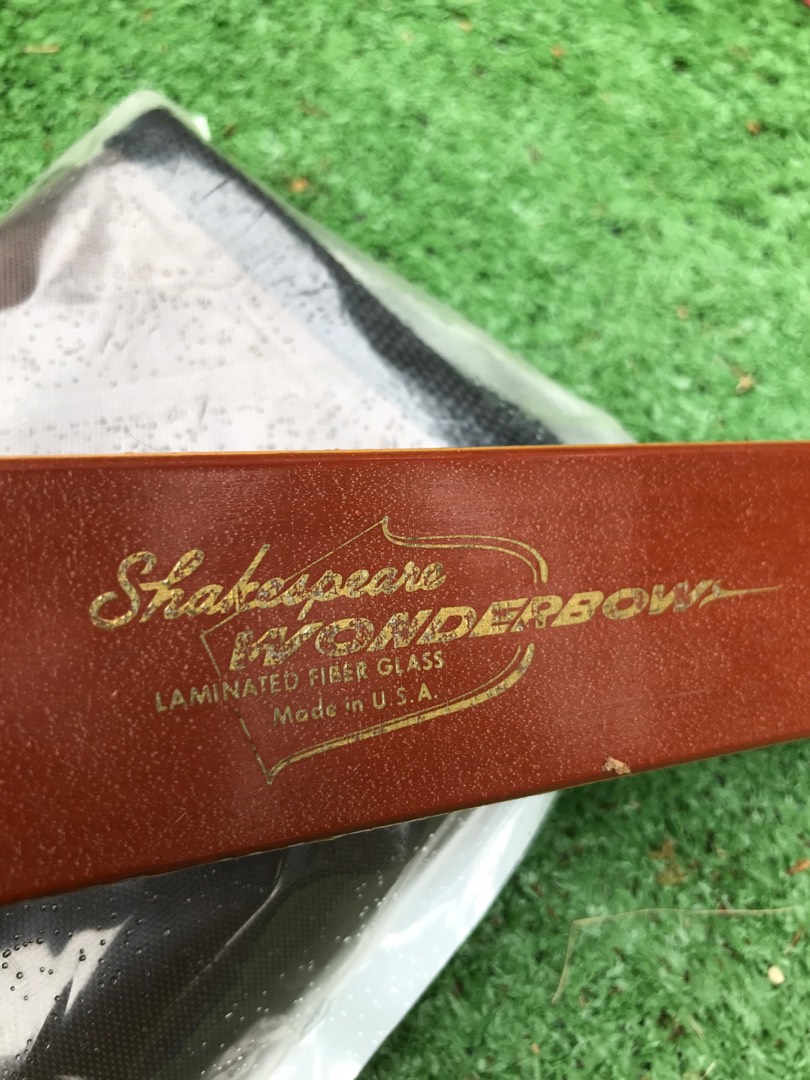 Shakespeare
WONDERBOW
LAMINATED FIBER GLASS
Made in U.S.A.